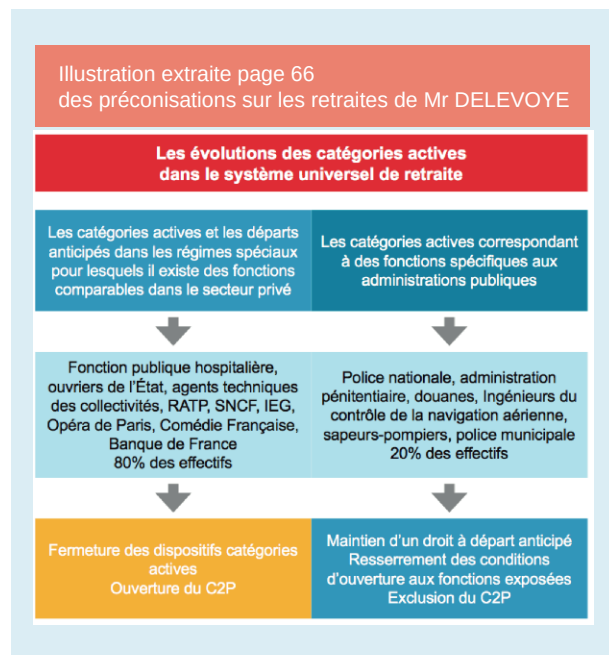 Illustration extraite page 66
des préconisations sur les retraites de Mr DELEVOYE
Les évolutions des catégories actives
dans le système universel de retraite
Les catégories actives et les départs
anticipés dans les régimes spéciaux
pour lesquels il existe des fonctions
comparables dans le secteur privé
Les catégories actives correspondant
à des fonctions spécifiques aux
administrations publiques
Fonction publique hospitalière,
ouvriers de l'État, agents techniques
des collectivités, RATP, SNCF, IEG,
Opéra de Paris, Comédie Française,
Banque de France
80% des effectifs
Police nationale, administration
pénitentiaire, douanes, Ingénieurs du
contrôle de la navigation aérienne,
sapeurs-pompiers, police municipale
20% des effectifs
Fermeture des dispositifs catégories
actives
Ouverture du C2P
Maintien d'un droit à départ anticipé
Resserrement des conditions
d'ouverture aux fonctions exposées
Exclusion du C2P